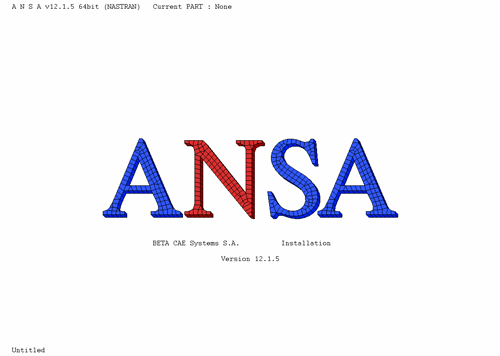 A N S A v12.1.5 64bit (NASTRAN) Current PART : None
ANSA
BETA CAE Systems S.A. Installation
Version 12.1.5
Untitled